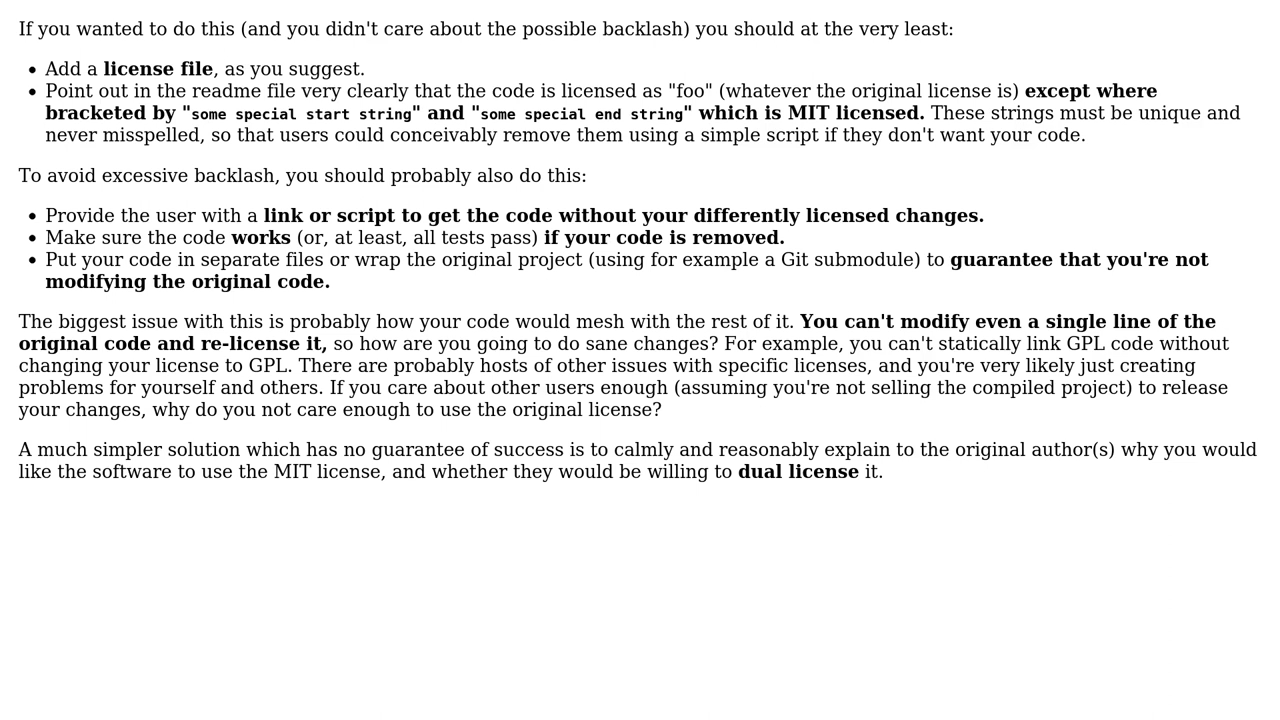 If you wanted to do this (and you didn't care about the possible backlash) you should at the very least:
• Add a license file, as you suggest.
• Point out in the readme file very clearly that the code is licensed as "foo" (whatever the original license is) except where
bracketed by "some special start string" and "some special end string" which is MIT licensed. These strings must be unique and
never misspelled, so that users could conceivably remove them using a simple script if they don't want your code.
To avoid excessive backlash, you should probably also do this:
• Provide the user with a link or script to get the code without your differently licensed changes.
• Make sure the code works (or, at least, all tests pass) if your code is removed.
• Put your code in separate files or wrap the original project (using for example a Git submodule) to guarantee that you're not
modifying the original code.
The biggest issue with this is probably how your code would mesh with the rest of it. You can't modify even a single line of the
original code and re-license it, so how are you going to do sane changes? For example, you can't statically link GPL code without
changing your license to GPL. There are probably hosts of other issues with specific licenses, and you're very likely just creating
problems for yourself and others. If you care about other users enough (assuming you're not selling the compiled project) to release
your changes, why do you not care enough to use the original license?
A much simpler solution which has no guarantee of success is to calmly and reasonably explain to the original author(s) why you would
like the software to use the MIT license, and whether they would be willing to dual license it.